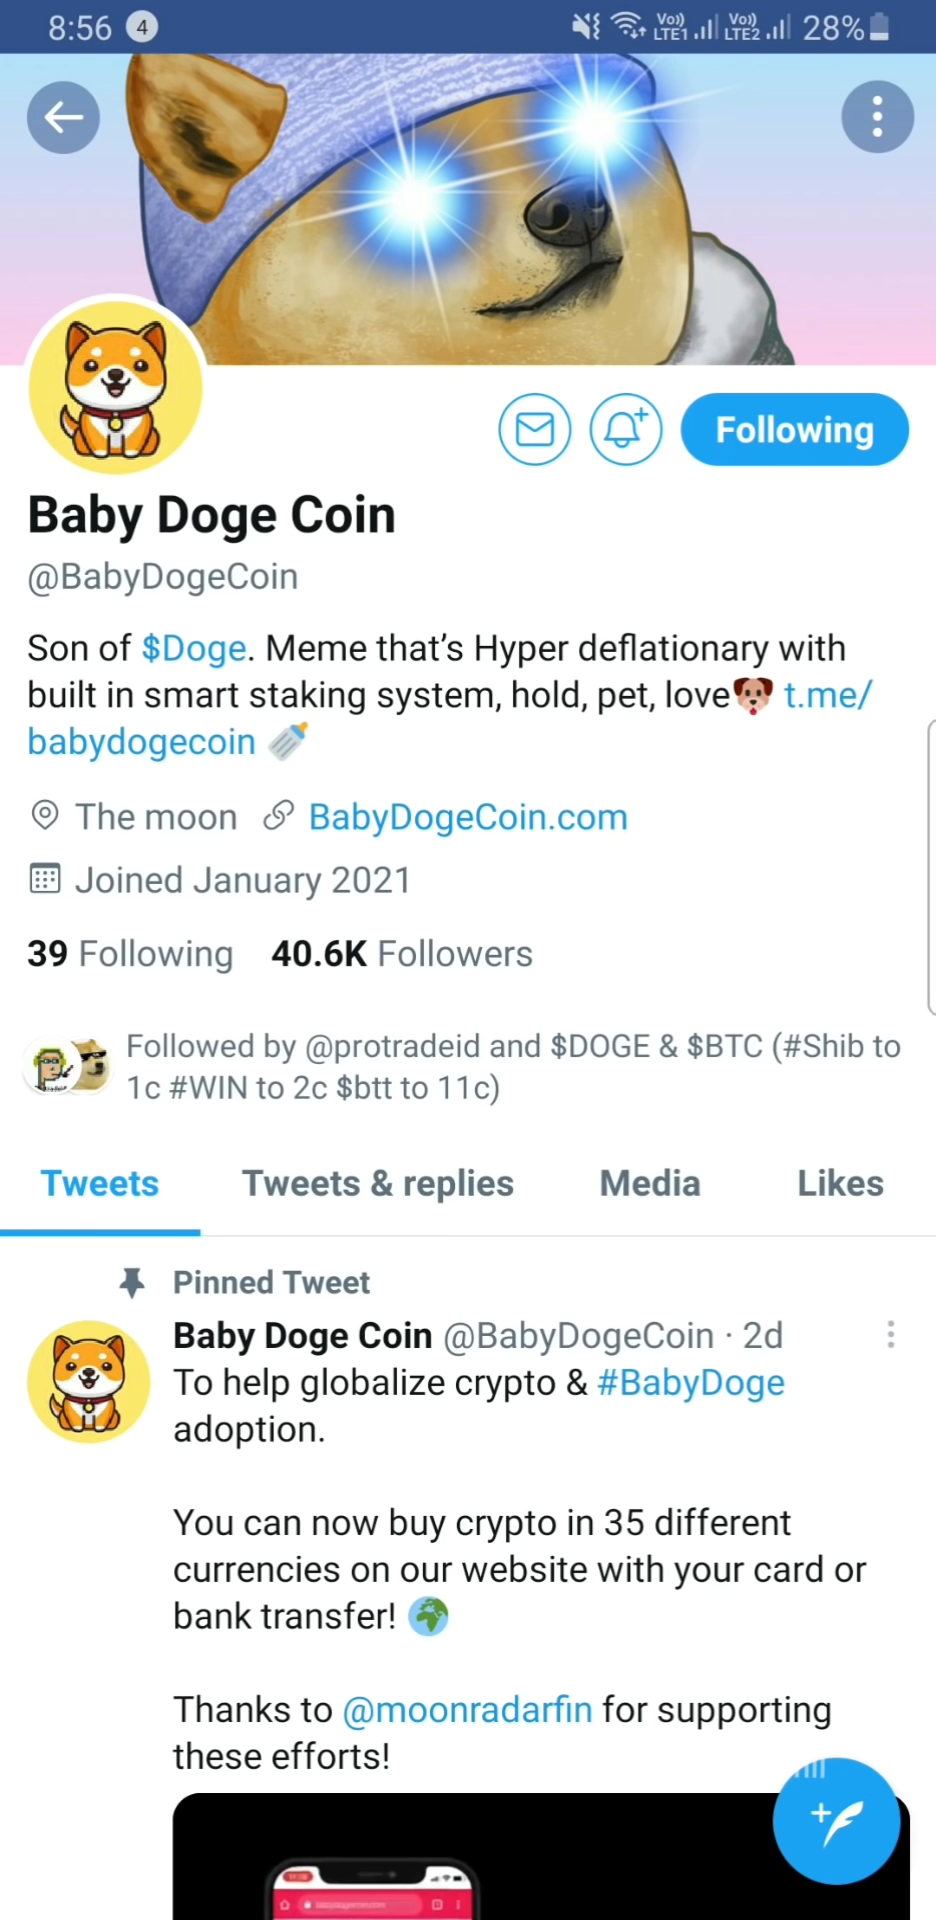 8:56 4 Vo)) LTE1 Vo)) LTE2 28%
Following
Baby Doge Coin
@BabyDogeCoin
Son of $Doge. Meme that's Hyper deflationary with
built in smart staking system, hold, pet, love🐶 t.me/
babydogecoin 🍼
The moon BabyDogeCoin.com
Joined January 2021
39 Following 40.6K Followers
Followed by @protradeid and $DOGE & $BTC (#Shib to
1c #WIN to 2c $btt to 11c)
Tweets Tweets & replies Media Likes
Pinned Tweet
Baby Doge Coin @BabyDogeCoin · 2d
To help globalize crypto & #BabyDoge
adoption.
You can now buy crypto in 35 different
currencies on our website with your card or
bank transfer! 🌍
Thanks to @moonradarfin for supporting
these efforts!